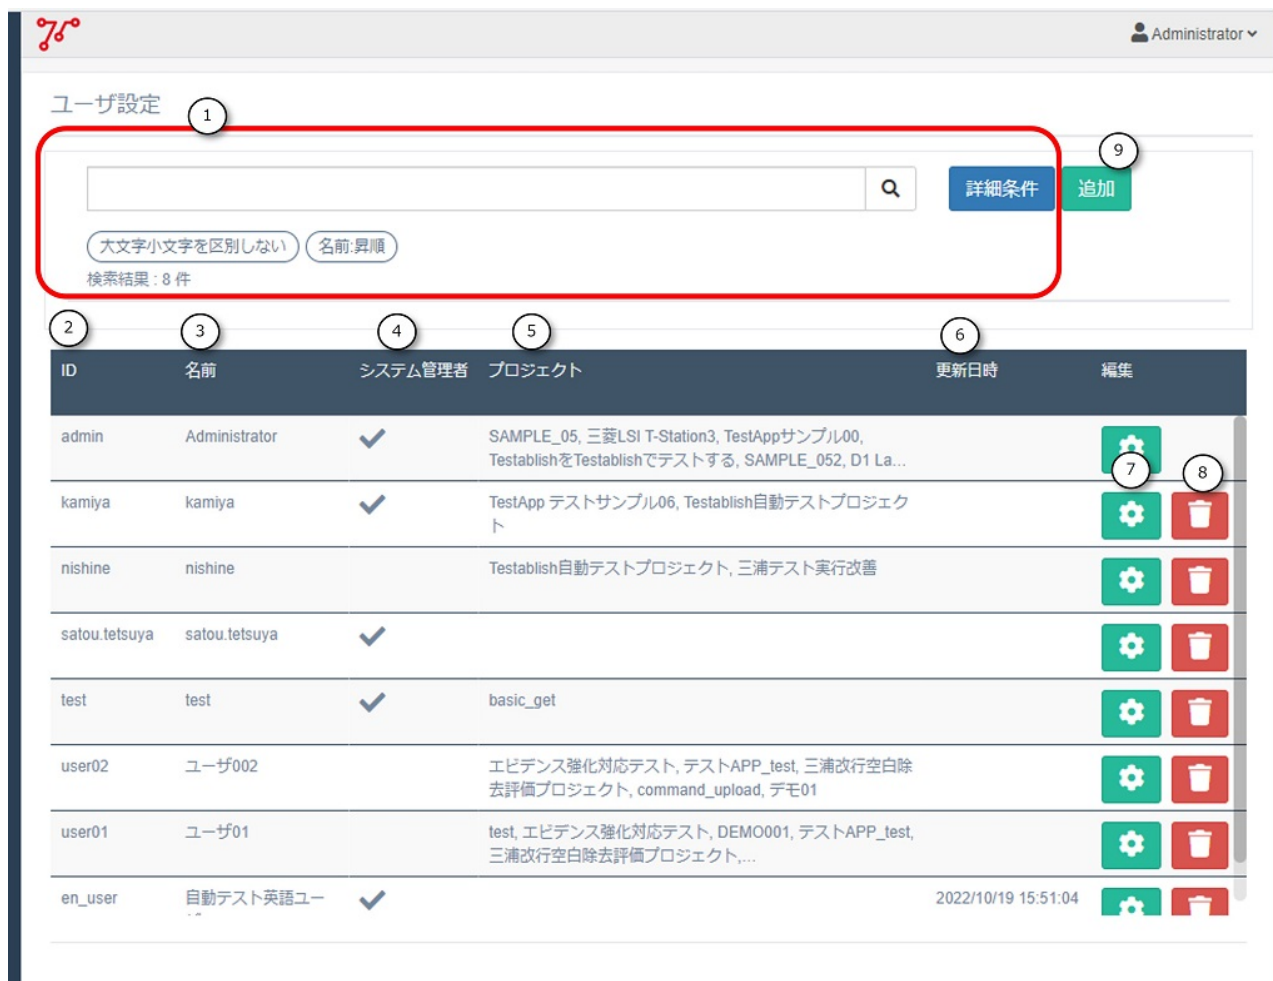 Administrator
ユーザ設定
1
9
詳細条件
追加
大文字小文字を区別しない
名前:昇順
検索結果 : 8 件
2
3
4
5
6
ID
名前
システム管理者
プロジェクト
更新日時
編集
admin
Administrator
SAMPLE_05, 三菱LSI T-Station3, TestAppサンプル00,
TestablishをTestablishでテストする, SAMPLE_052, D1 La...
7
8
kamiya
kamiya
TestApp テストサンプル06, Testablish自動テストプロジェク
ト
nishine
nishine
Testablish自動テストプロジェクト, 三浦テスト実行改善
satou.tetsuya
satou.tetsuya
test
test
basic_get
user02
ユーザ002
エビデンス強化対応テスト, テストAPP_test, 三浦改行空白除
去評価プロジェクト, command_upload, デモ01
user01
ユーザ01
test, エビデンス強化対応テスト, DEMO001, テストAPP_test,
三浦改行空白除去評価プロジェクト,...
en_user
自動テスト英語ユー
2022/10/19 15:51:04